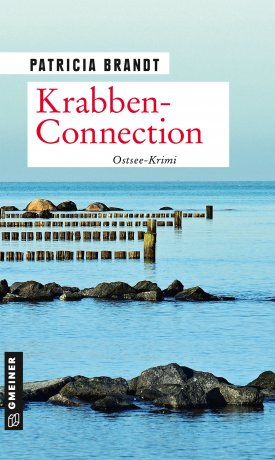 PATRICIA BRANDT
Krabben-
Connection
Ostsee-Krimi
GMEINER